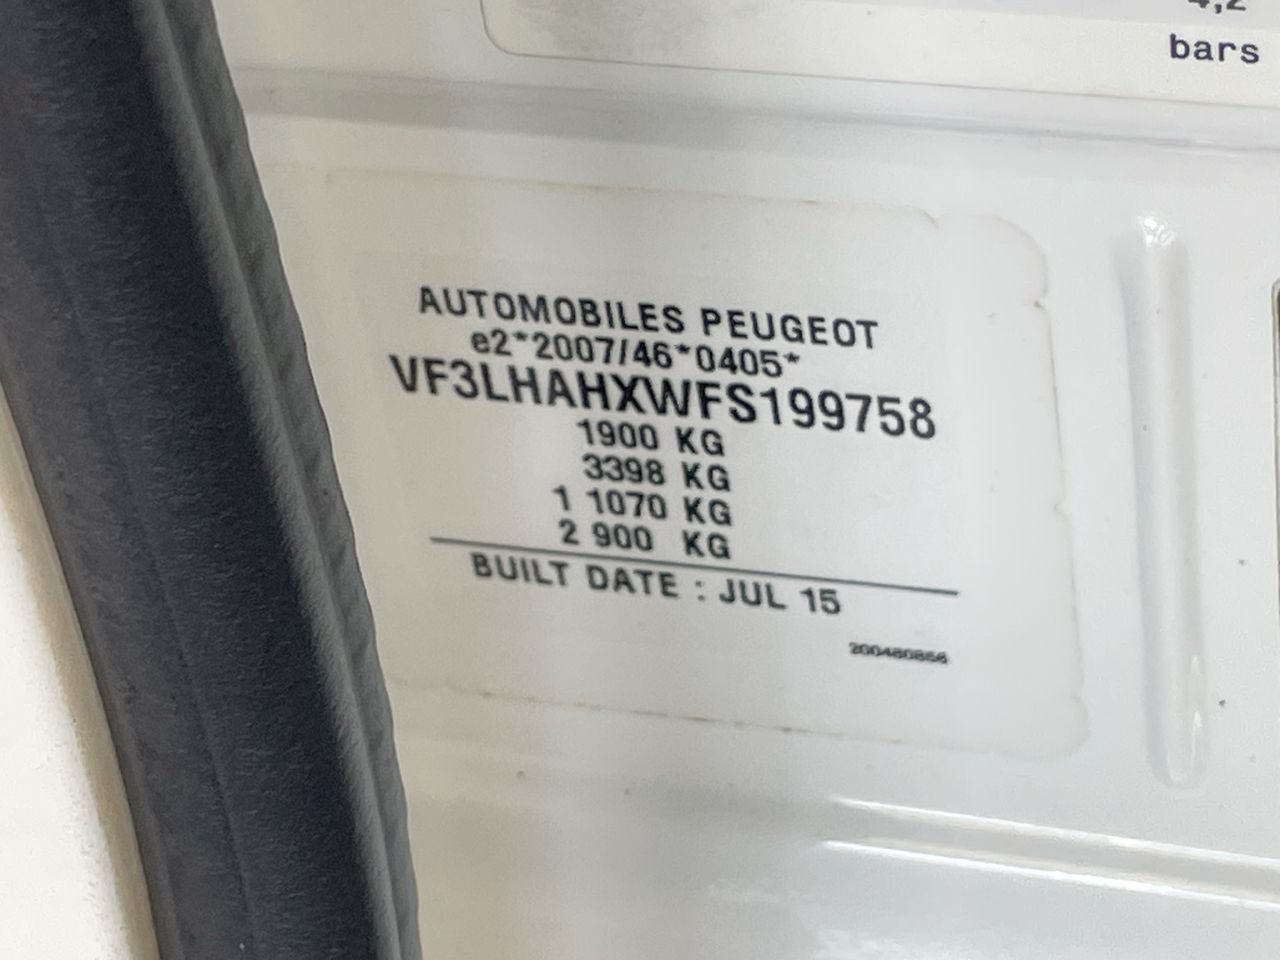 bars
AUTOMOBILES PEUGEOT
e2*2007/46*0405*
VF3LHAHXWFS199758
1900 KG
3398 KG
1 1070 KG
2 900 KG
BUILT DATE : JUL 15
200480856